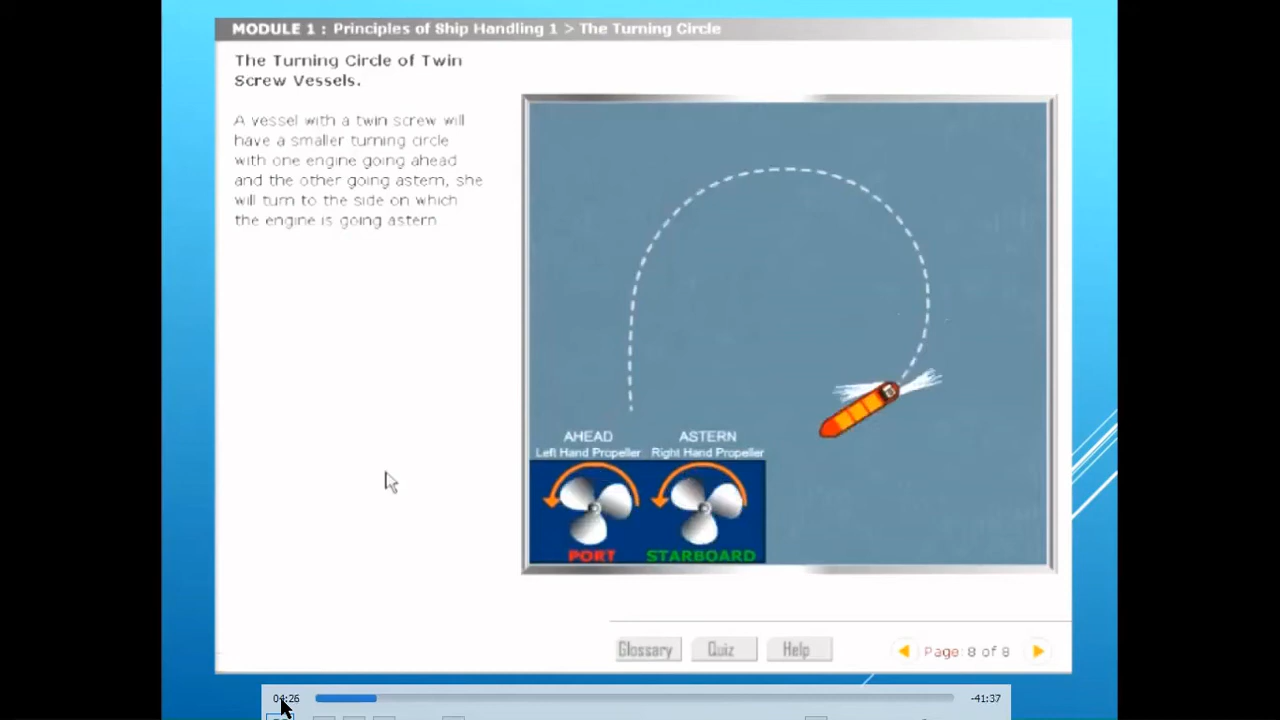 MODULE 1 : Principles of Ship Handling 1 > The Turning Circle
The Turning Circle of Twin
Screw Vessels.
A vessel with a twin screw will
have a smaller turning circle
with one engine going ahead
and the other going astern, she
will turn to the side on which
the engine is going astern
AHEAD
Left Hand Propeller
ASTERN
Right Hand Propeller
PORT
STARBOARD
Glossary
Quiz
Help
Page: 8 of 8
04:26
-41:37